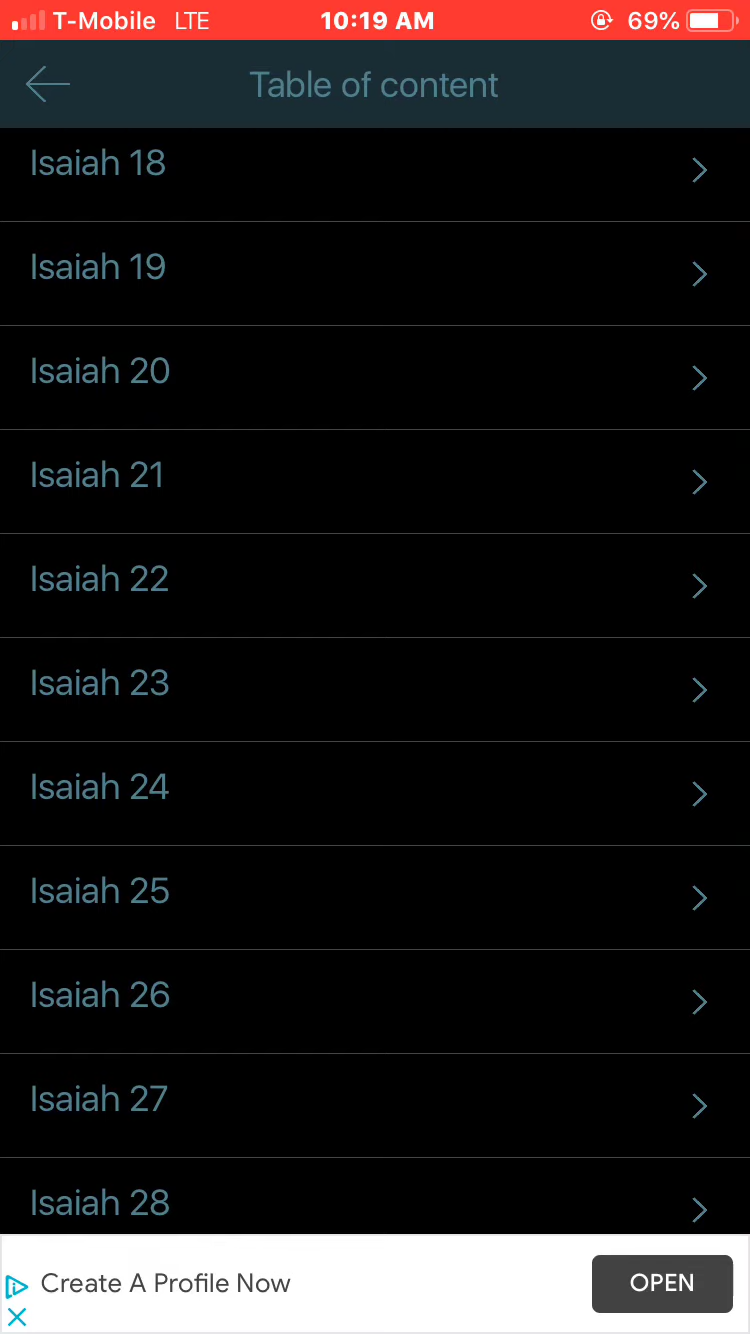 T-Mobile LTE 10:19 AM 69%
Table of content
Isaiah 18
Isaiah 19
Isaiah 20
Isaiah 21
Isaiah 22
Isaiah 23
Isaiah 24
Isaiah 25
Isaiah 26
Isaiah 27
Isaiah 28
Create A Profile Now
OPEN